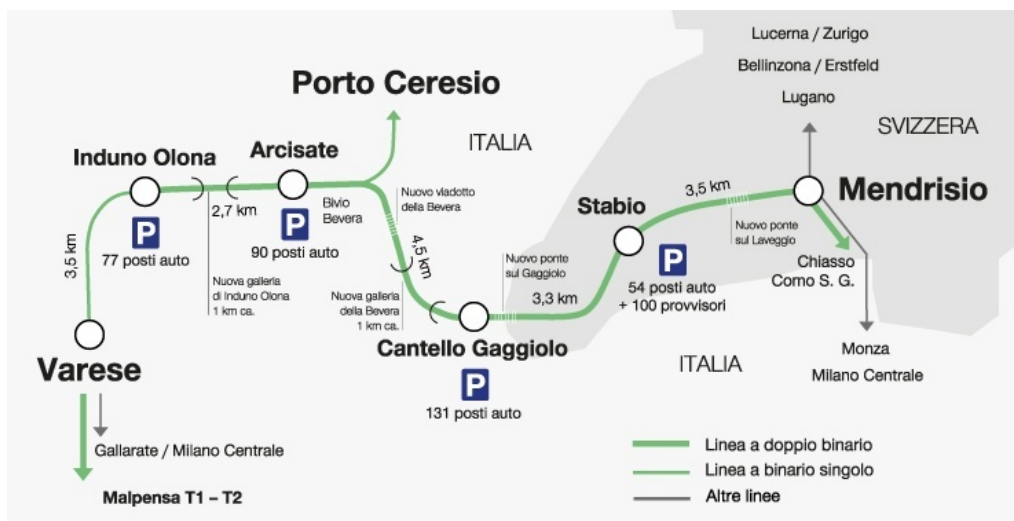 Lucerna / Zurigo
Bellinzona / Erstfeld
Lugano
SVIZZERA
Porto Ceresio
ITALIA
Induno Olona
Arcisate
Mendrisio
3,5 km
Stabio
2,7 km
Bivio
Bevera
Nuovo viadotto
della Bevera
P
77 posti auto
P
90 posti auto
3,5 km
4,5 km
Nuovo ponte
sul Laveggio
Nuovo ponte
sul Gaggiolo
P
54 posti auto
+ 100 provvisori
Chiasso
Como S. G.
Nuova galleria
di Induno Olona
1 km ca.
Nuova galleria
della Bevera
1 km ca.
3,3 km
Cantello Gaggiolo
Varese
ITALIA
Monza
Milano Centrale
P
131 posti auto
Gallarate / Milano Centrale
Malpensa T1 – T2
Linea a doppio binario
Linea a binario singolo
Altre linee